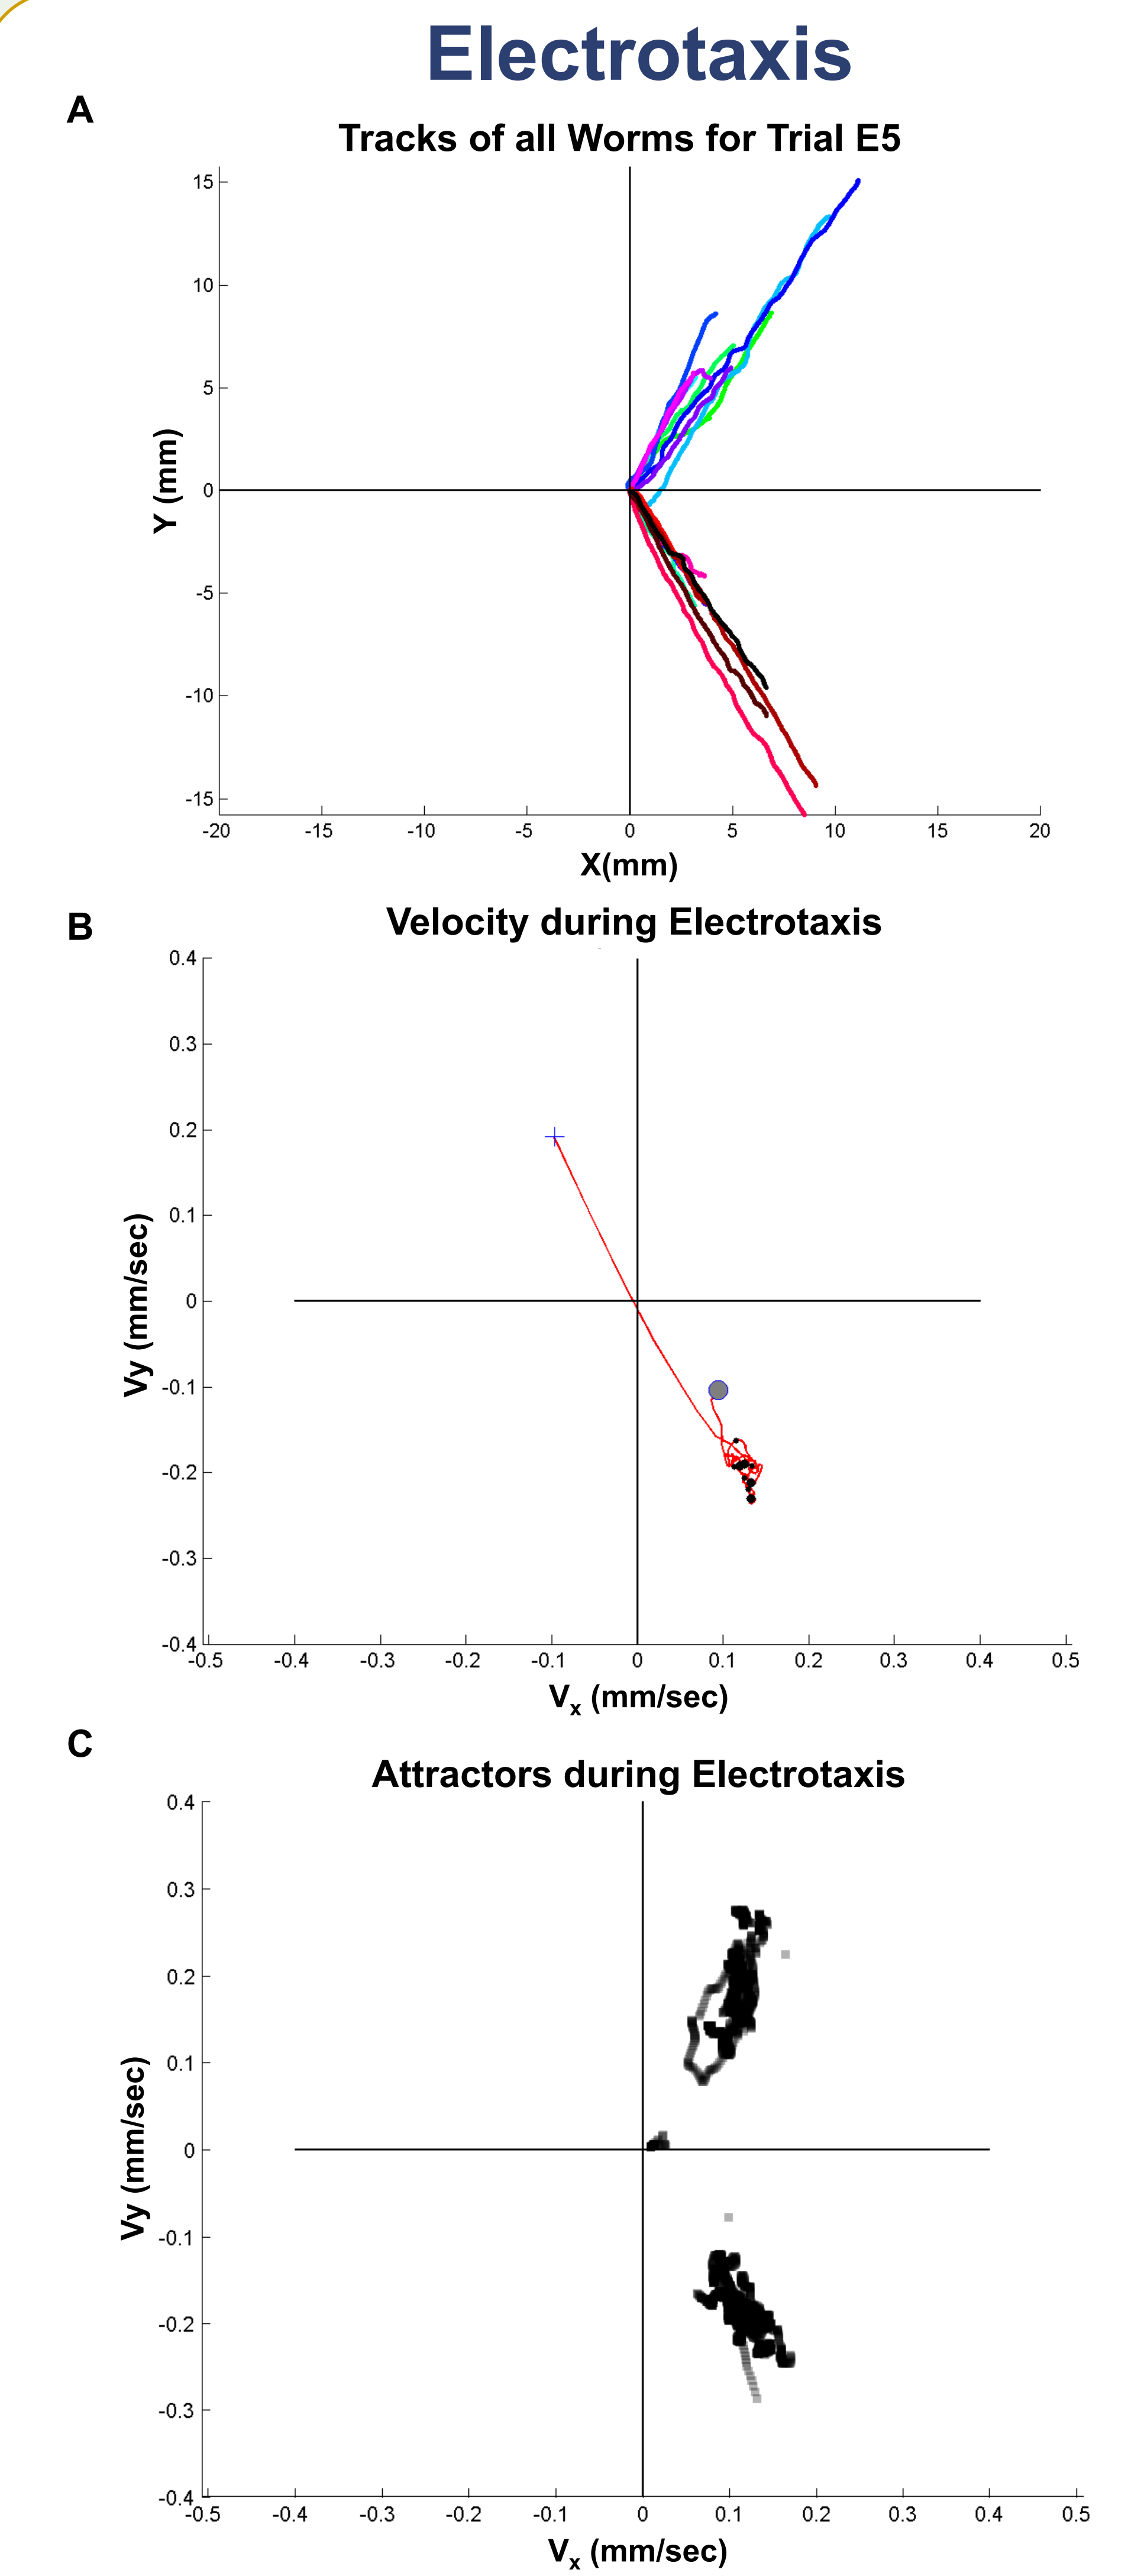 Electrotaxis
A
Tracks of all Worms for Trial E5
15
10
5
0
-5
-10
-15
Y (mm)
-20 -15 -10 -5 0 5 10 15 20
X(mm)
B
Velocity during Electrotaxis
0.4
0.3
0.2
0.1
0
-0.1
-0.2
-0.3
-0.4
Vy (mm/sec)
-0.5 -0.4 -0.3 -0.2 -0.1 0 0.1 0.2 0.3 0.4 0.5
Vx (mm/sec)
C
Attractors during Electrotaxis
0.4
0.3
0.2
0.1
0
-0.1
-0.2
-0.3
-0.4
Vy (mm/sec)
-0.5 -0.4 -0.3 -0.2 -0.1 0 0.1 0.2 0.3 0.4 0.5
Vx (mm/sec)